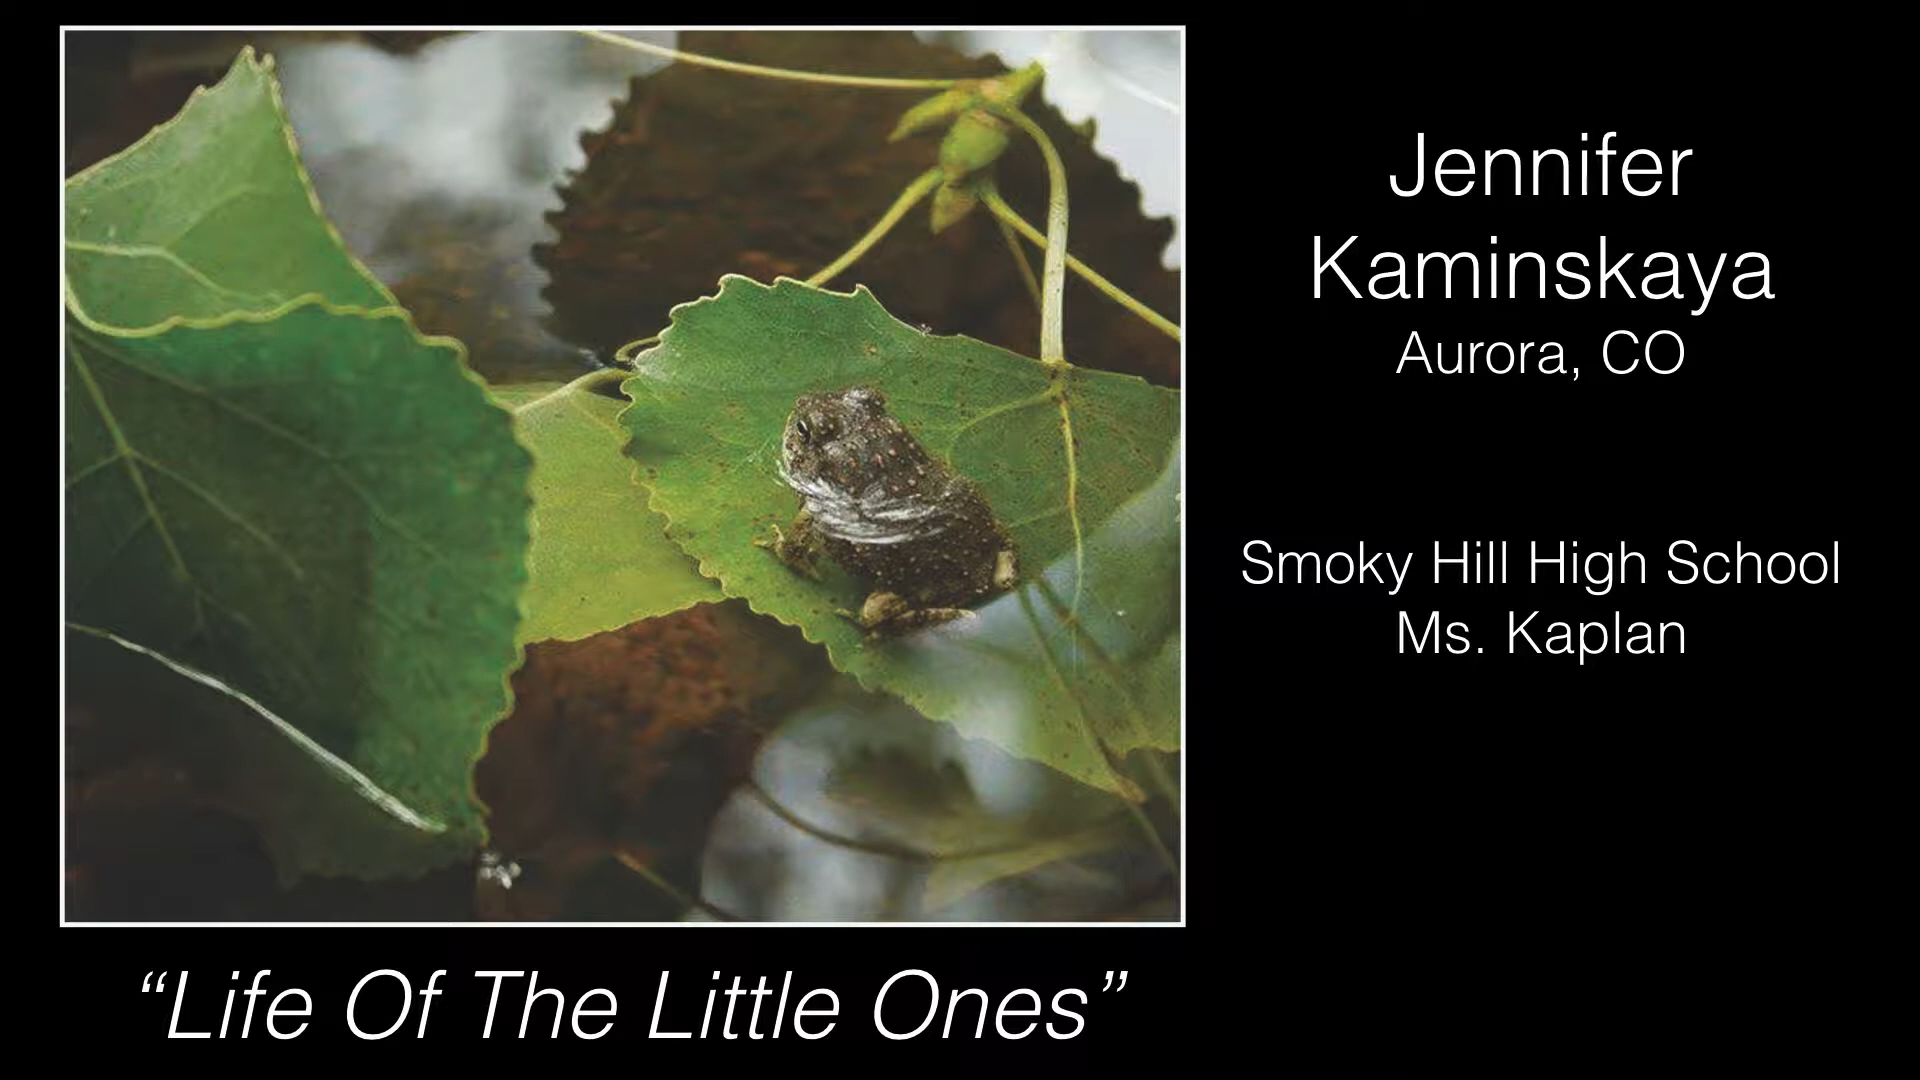 Jennifer
Kaminskaya
Aurora, CO
Smoky Hill High School
Ms. Kaplan
“Life Of The Little Ones”